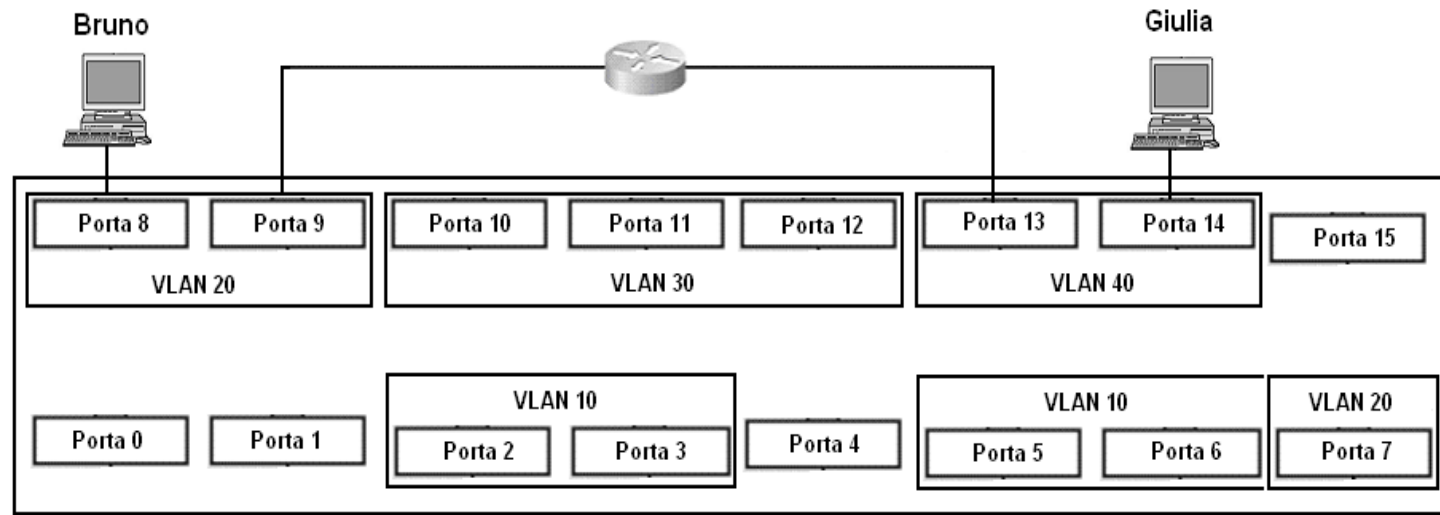 Bruno
Giulia
Porta 8
Porta 9
Porta 10
Porta 11
Porta 12
Porta 13
Porta 14
Porta 15
VLAN 20
VLAN 30
VLAN 40
VLAN 10
VLAN 10
VLAN 20
Porta 0
Porta 1
Porta 2
Porta 3
Porta 4
Porta 5
Porta 6
Porta 7